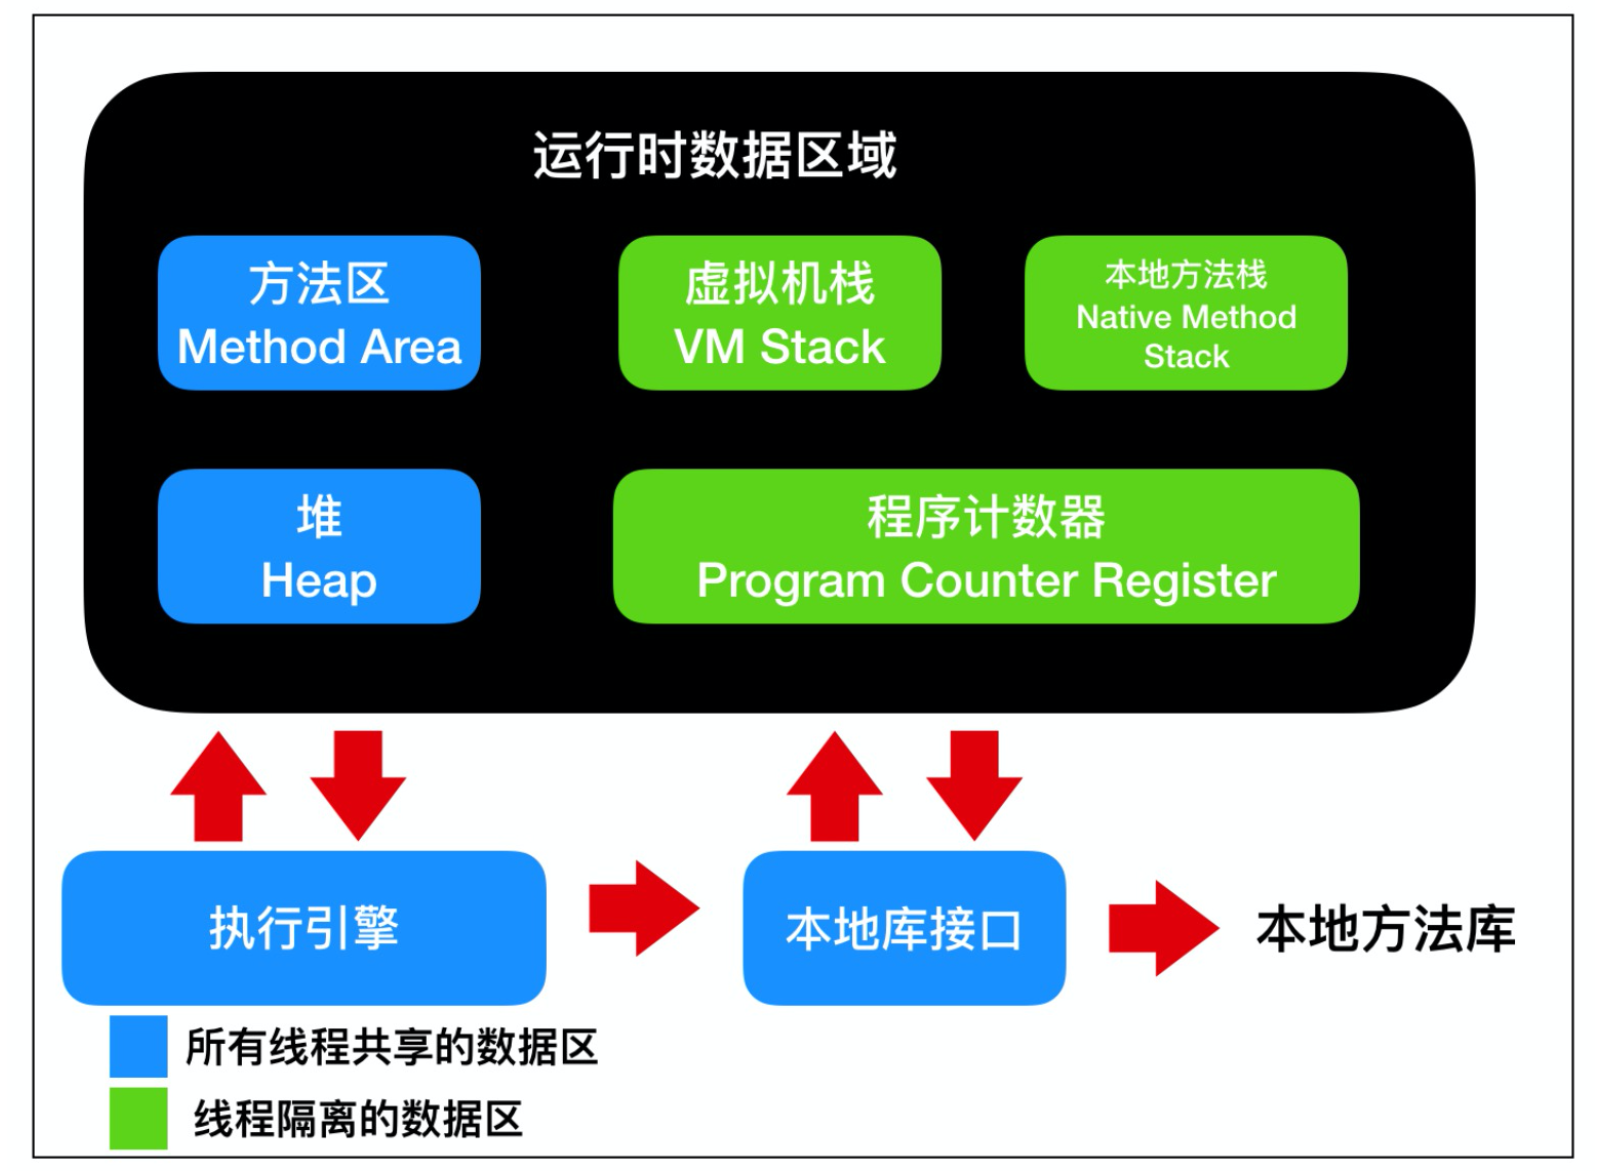 运行时数据区域
方法区
Method Area
虚拟机栈
VM Stack
本地方法栈
Native Method
Stack
堆
Heap
程序计数器
Program Counter Register
执行引擎
本地库接口
本地方法库
所有线程共享的数据区
线程隔离的数据区